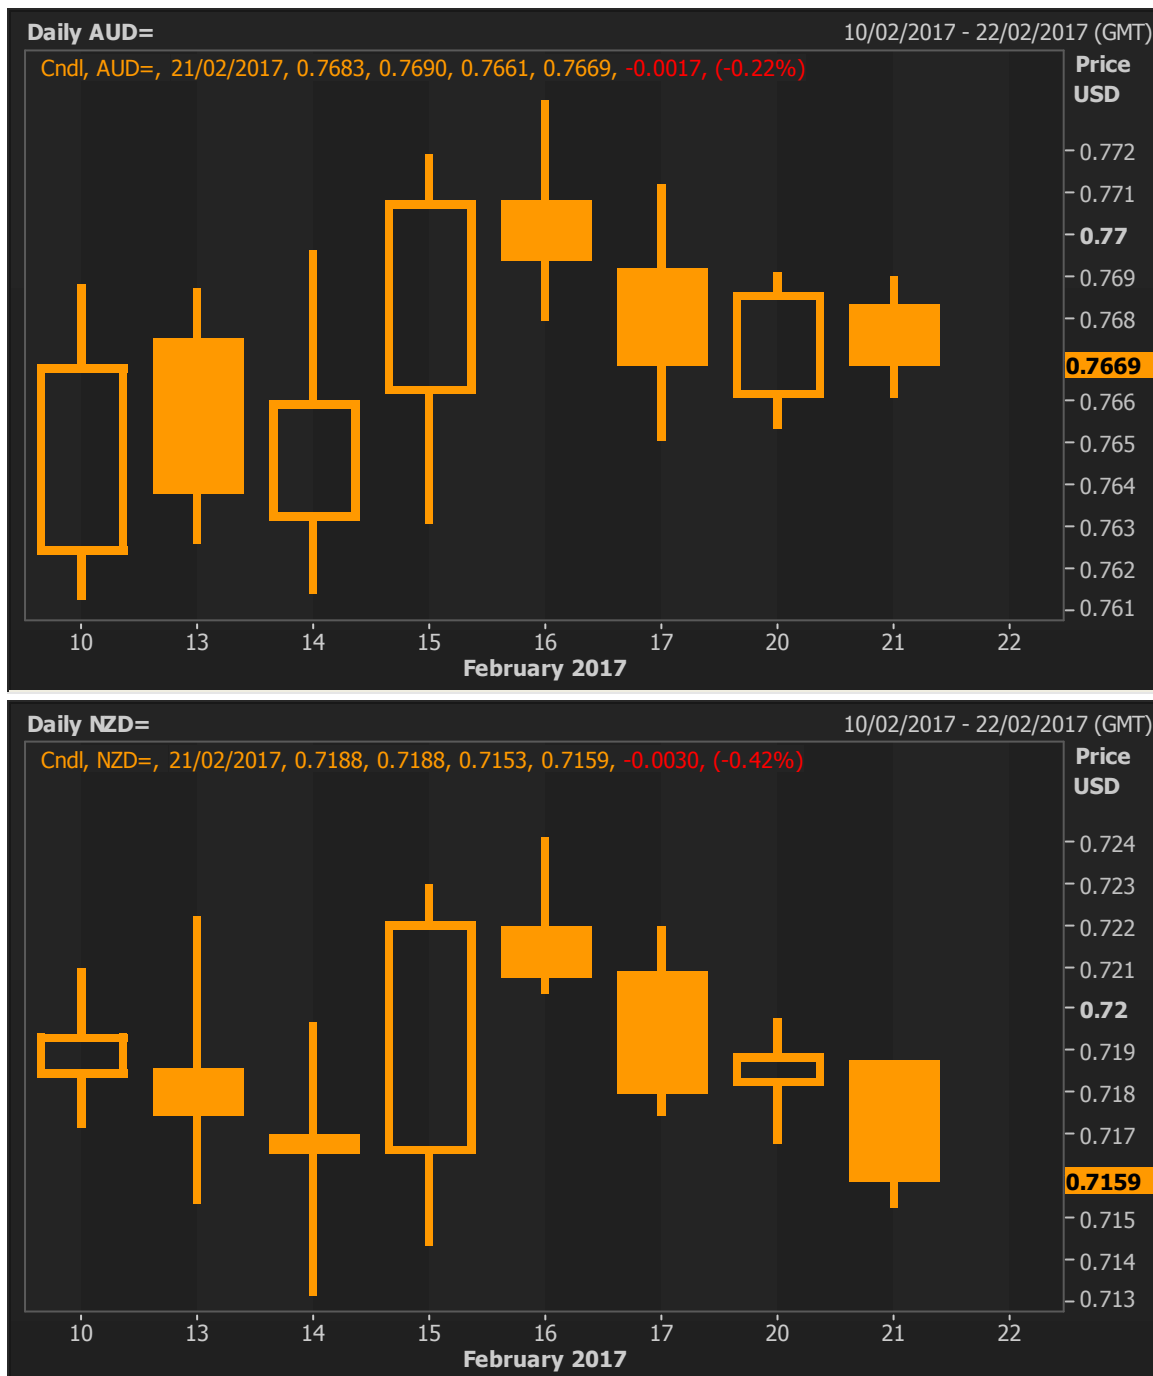 Daily AUD= 10/02/2017 - 22/02/2017 (GMT)
Cndl, AUD=, 21/02/2017, 0.7683, 0.7690, 0.7661, 0.7669, -0.0017, (-0.22%)
Price
USD
0.772
0.771
0.77
0.769
0.768
0.7669
0.766
0.765
0.764
0.763
0.762
0.761
10 13 14 15 16 17 20 21 22
February 2017
Daily NZD= 10/02/2017 - 22/02/2017 (GMT)
Cndl, NZD=, 21/02/2017, 0.7188, 0.7188, 0.7153, 0.7159, -0.0030, (-0.42%)
Price
USD
0.724
0.723
0.722
0.721
0.72
0.719
0.718
0.717
0.7159
0.715
0.714
0.713
10 13 14 15 16 17 20 21 22
February 2017